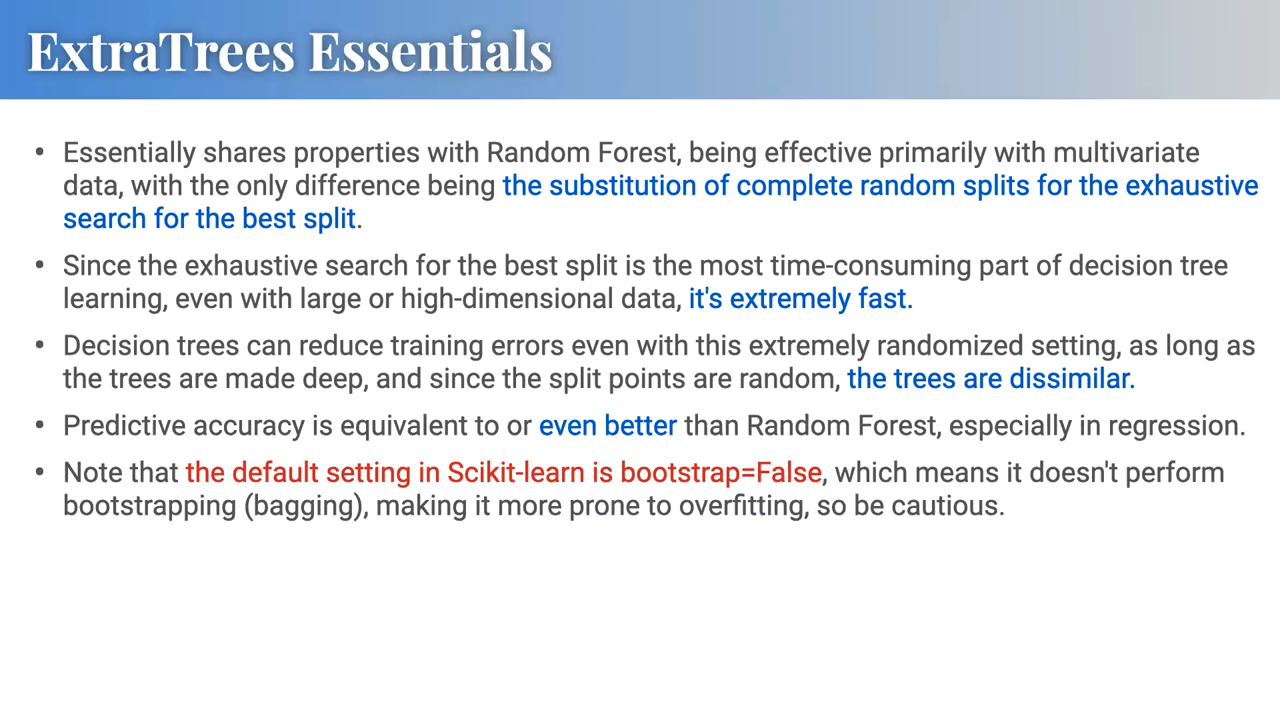 ExtraTrees Essentials
• Essentially shares properties with Random Forest, being effective primarily with multivariate
data, with the only difference being the substitution of complete random splits for the exhaustive
search for the best split.
• Since the exhaustive search for the best split is the most time-consuming part of decision tree
learning, even with large or high-dimensional data, it's extremely fast.
• Decision trees can reduce training errors even with this extremely randomized setting, as long as
the trees are made deep, and since the split points are random, the trees are dissimilar.
• Predictive accuracy is equivalent to or even better than Random Forest, especially in regression.
• Note that the default setting in Scikit-learn is bootstrap=False, which means it doesn't perform
bootstrapping (bagging), making it more prone to overfitting, so be cautious.